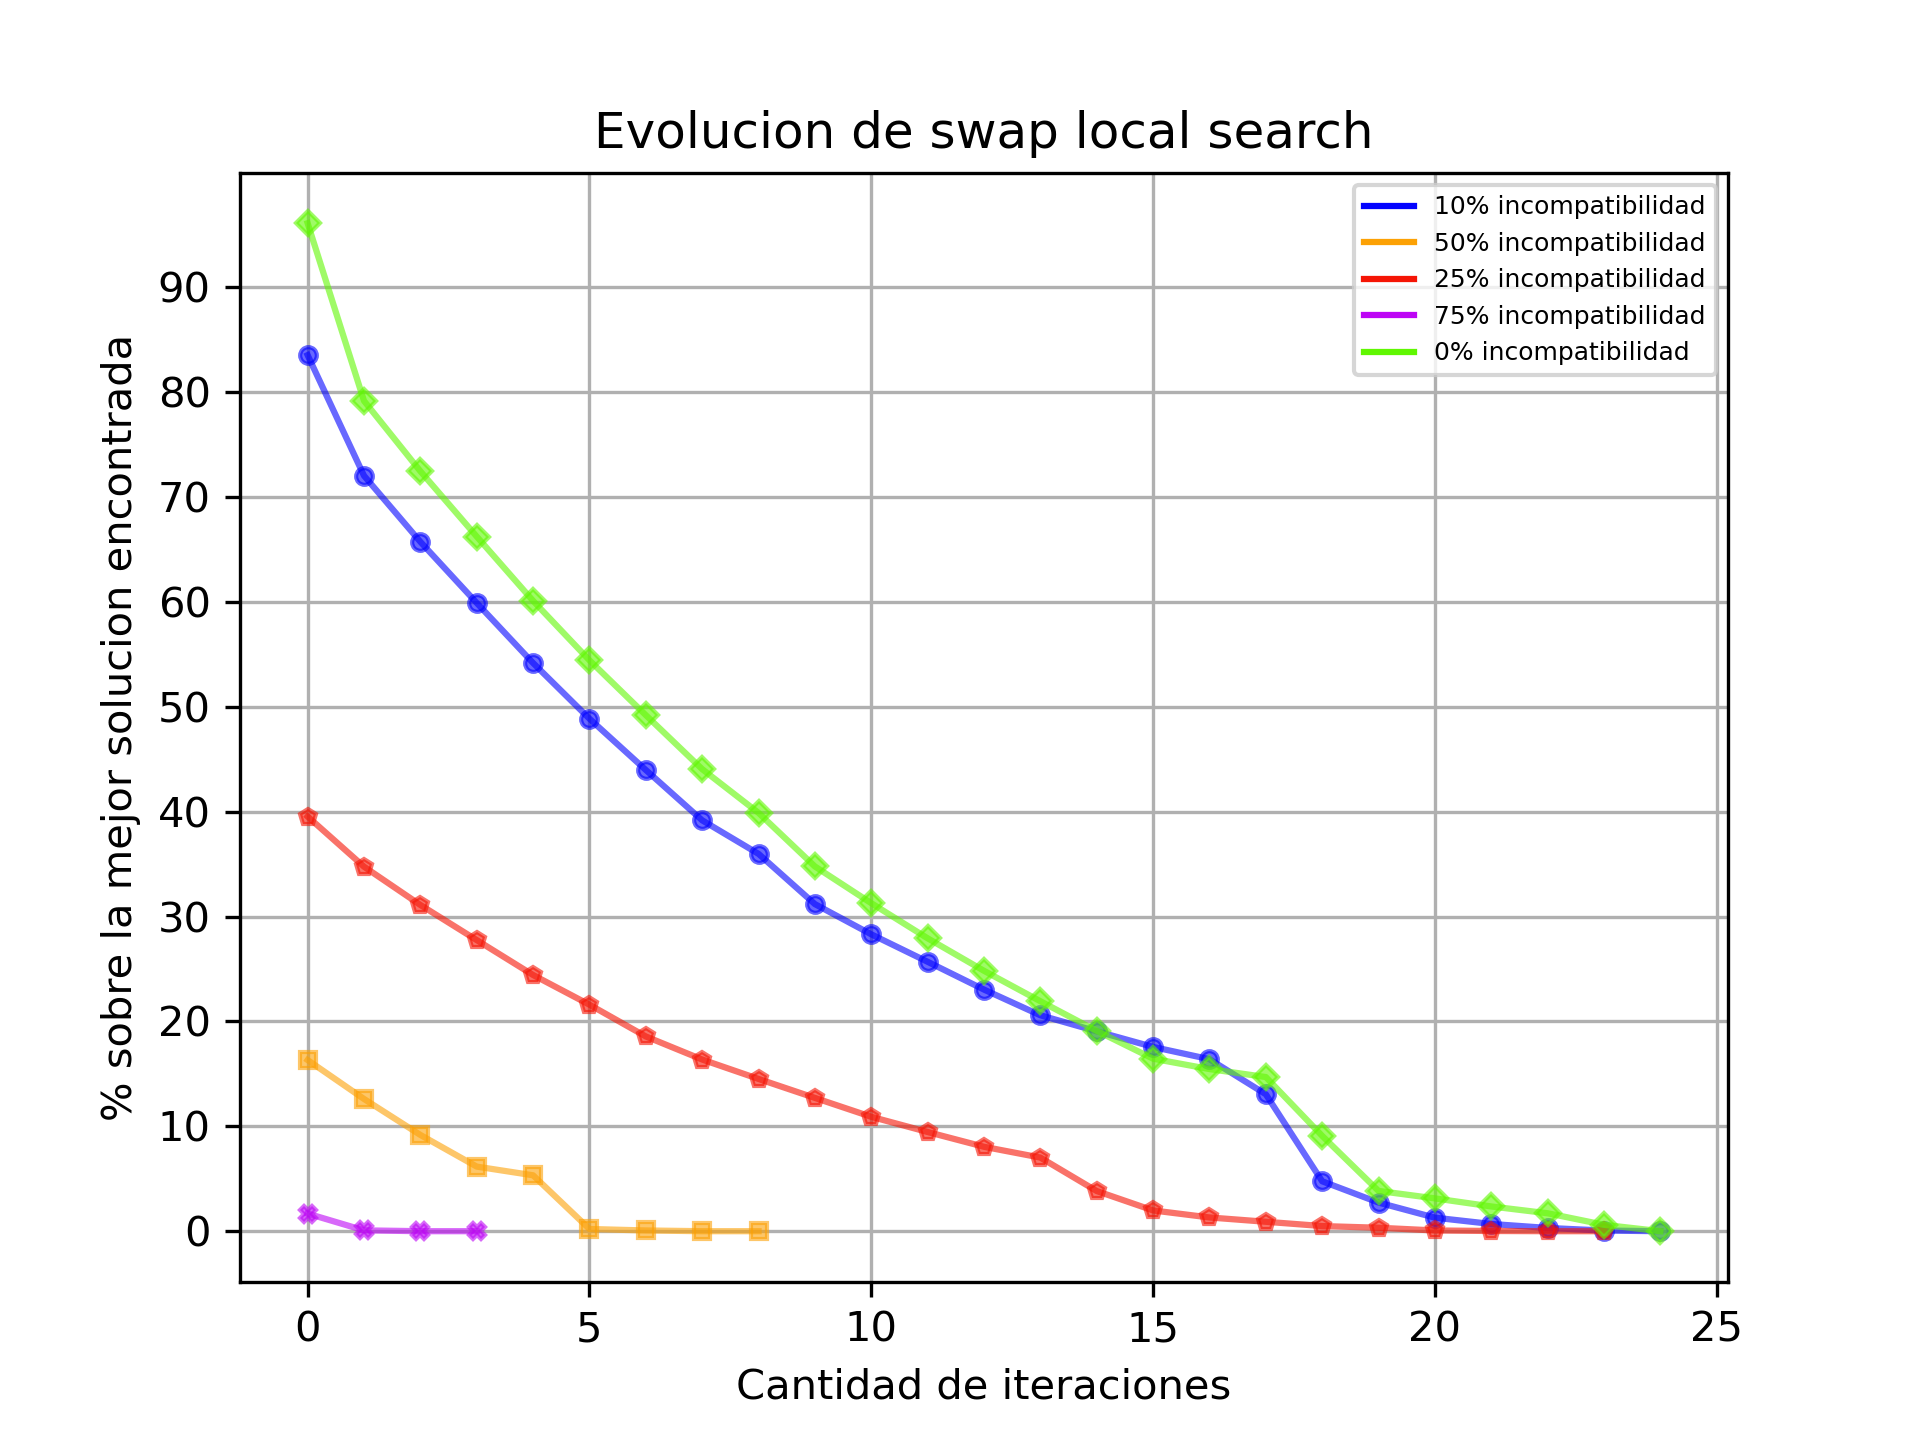 Evolucion de swap local search
% sobre la mejor solucion encontrada
90
80
70
60
50
40
30
20
10
0
10% incompatibilidad
50% incompatibilidad
25% incompatibilidad
75% incompatibilidad
0% incompatibilidad
0 5 10 15 20 25
Cantidad de iteraciones